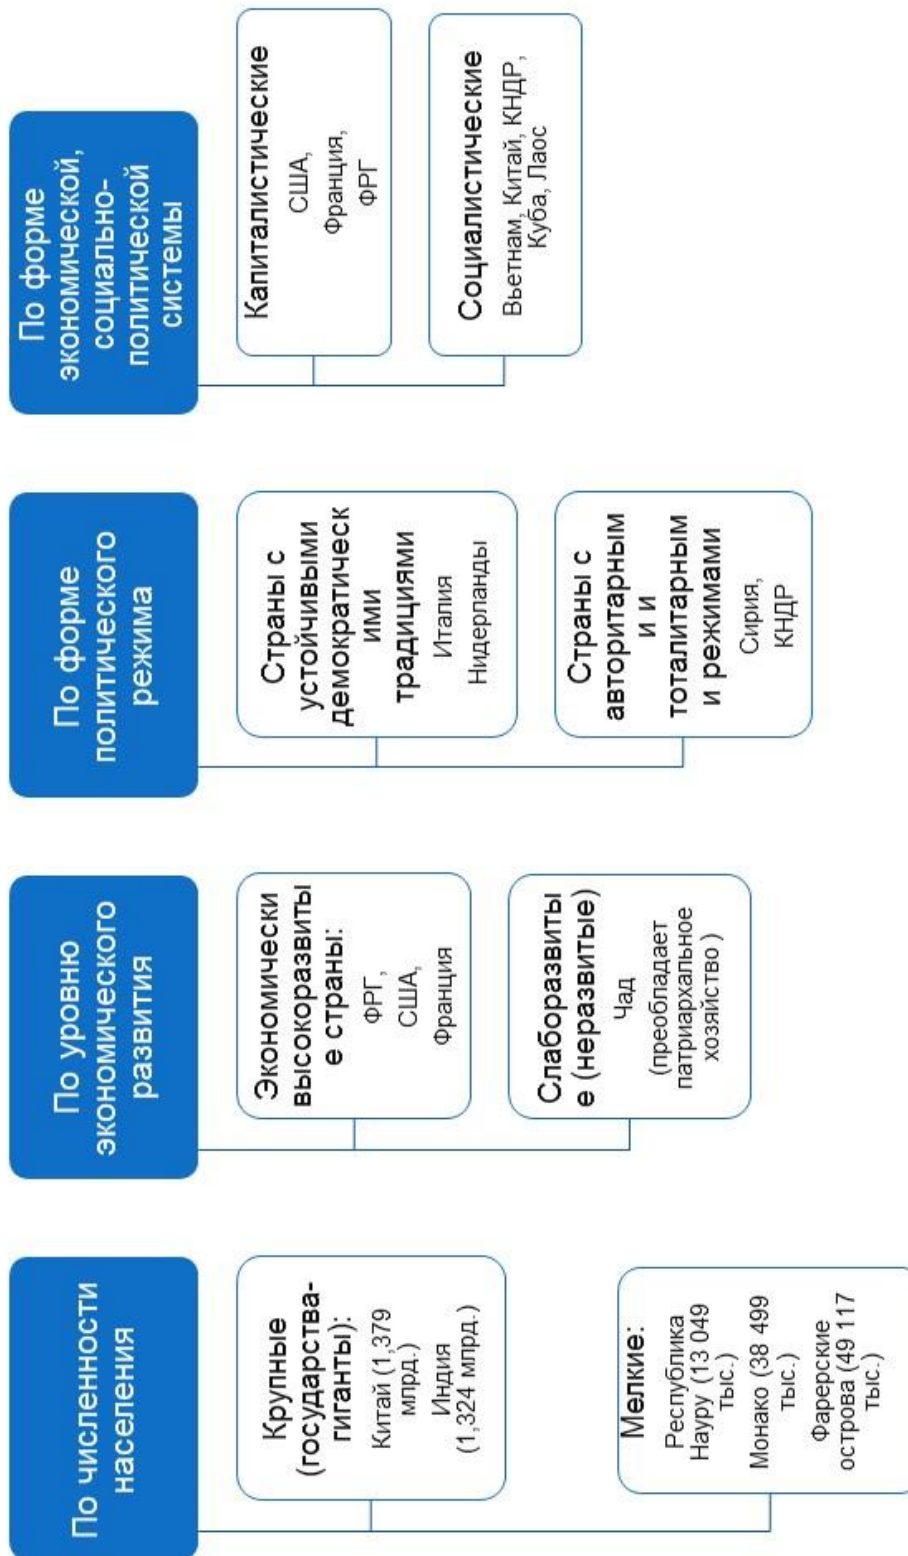 По численности
населения
Крупные
(государства-
гиганты):
Китай (1,379
млрд.)
Индия
(1,324 млрд.)
Мелкие:
Республика
Науру (13 049
тыс.)
Монако (38 499
тыс.)
Фарерские
острова (49 117
тыс.)
По уровню
экономического
развития
Экономически
высокоразвиты
е страны:
ФРГ,
США,
Франция
Слаборазвиты
е (неразвитые)
Чад
(преобладает
патриархальное
хозяйство )
По форме
политического
режима
Страны с
устойчивыми
демократическ
ими
традициями
Италия
Нидерланды
Страны с
авторитарным
и и
тоталитарным
и режимами
Сирия,
КНДР
По форме
экономической,
социально-
политической
системы
Капиталистические
США,
Франция,
ФРГ
Социалистические
Вьетнам, Китай, КНДР,
Куба, Лаос